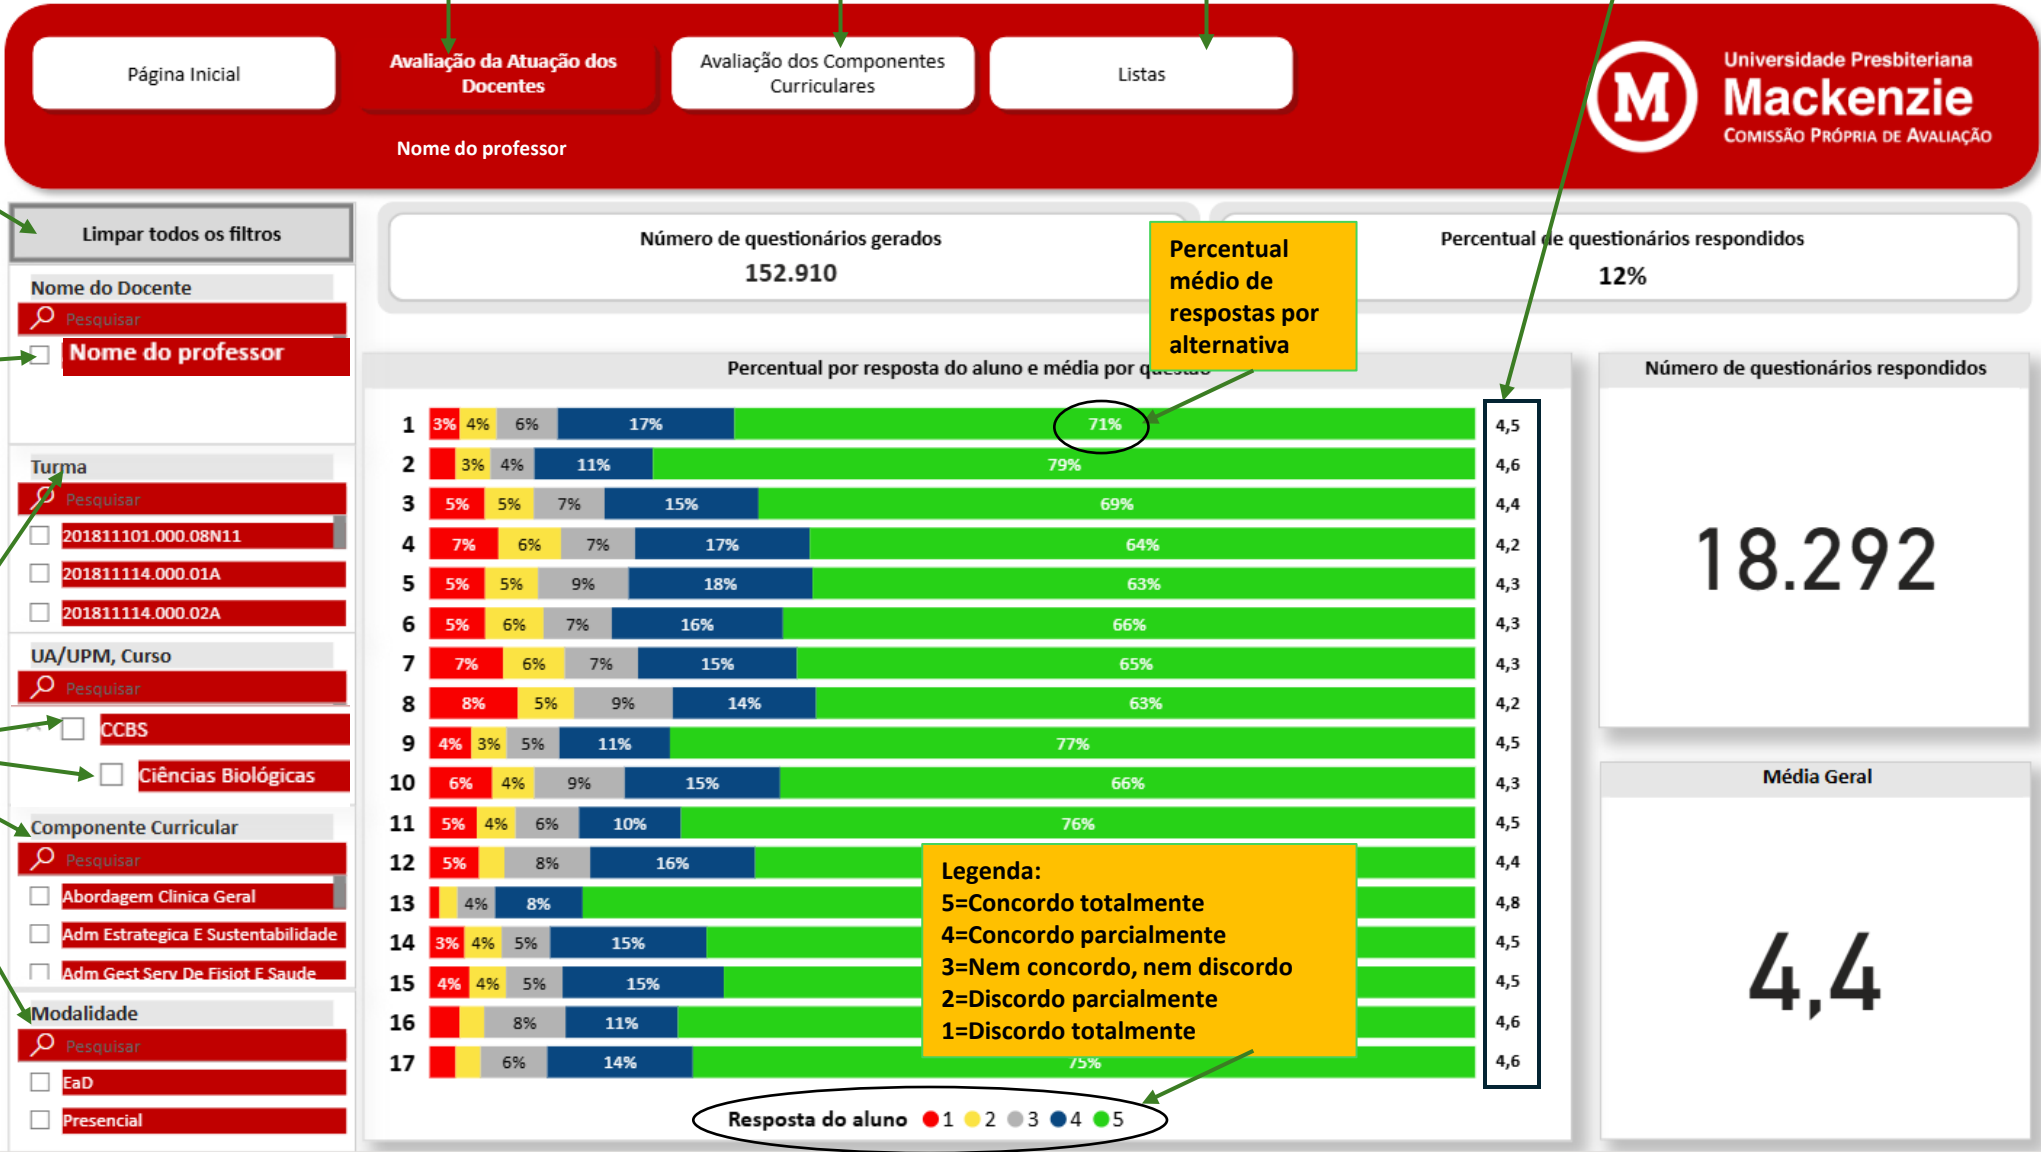 Página Inicial
Avaliação da Atuação dos
Docentes
Avaliação dos Componentes
Curriculares
Listas
Nome do professor
M
Universidade Presbiteriana
Mackenzie
COMISSÃO PRÓPRIA DE AVALIAÇÃO
Limpar todos os filtros
Nome do Docente
Pesquisar
Nome do professor
Turma
Pesquisar
201811101.000.08N11
201811114.000.01A
201811114.000.02A
UA/UPM, Curso
Pesquisar
CCBS
Ciências Biológicas
Componente Curricular
Pesquisar
Abordagem Clinica Geral
Adm Estrategica E Sustentabilidade
Adm Gest Serv De Fisiot E Saude
Modalidade
Pesquisar
EaD
Presencial
Número de questionários gerados
152.910
Percentual de questionários respondidos
12%
Percentual
médio de
respostas por
alternativa
Percentual por resposta do aluno e média por questão
1 3% 4% 6% 17% 71% 4,5
2 3% 4% 11% 79% 4,6
3 5% 5% 7% 15% 69% 4,4
4 7% 6% 7% 17% 64% 4,2
5 5% 5% 9% 18% 63% 4,3
6 5% 6% 7% 16% 66% 4,3
7 7% 6% 7% 15% 65% 4,3
8 8% 5% 9% 14% 63% 4,2
9 4% 3% 5% 11% 77% 4,5
10 6% 4% 9% 15% 66% 4,3
11 5% 4% 6% 10% 76% 4,5
12 5% 8% 16% 4,4
13 4% 8% 4,8
14 3% 4% 5% 15% 4,5
15 4% 4% 5% 15% 4,5
16 8% 11% 4,6
17 6% 14% 75% 4,6
Legenda:
5=Concordo totalmente
4=Concordo parcialmente
3=Nem concordo, nem discordo
2=Discordo parcialmente
1=Discordo totalmente
Resposta do aluno 1 2 3 4 5
Número de questionários respondidos
18.292
Média Geral
4,4